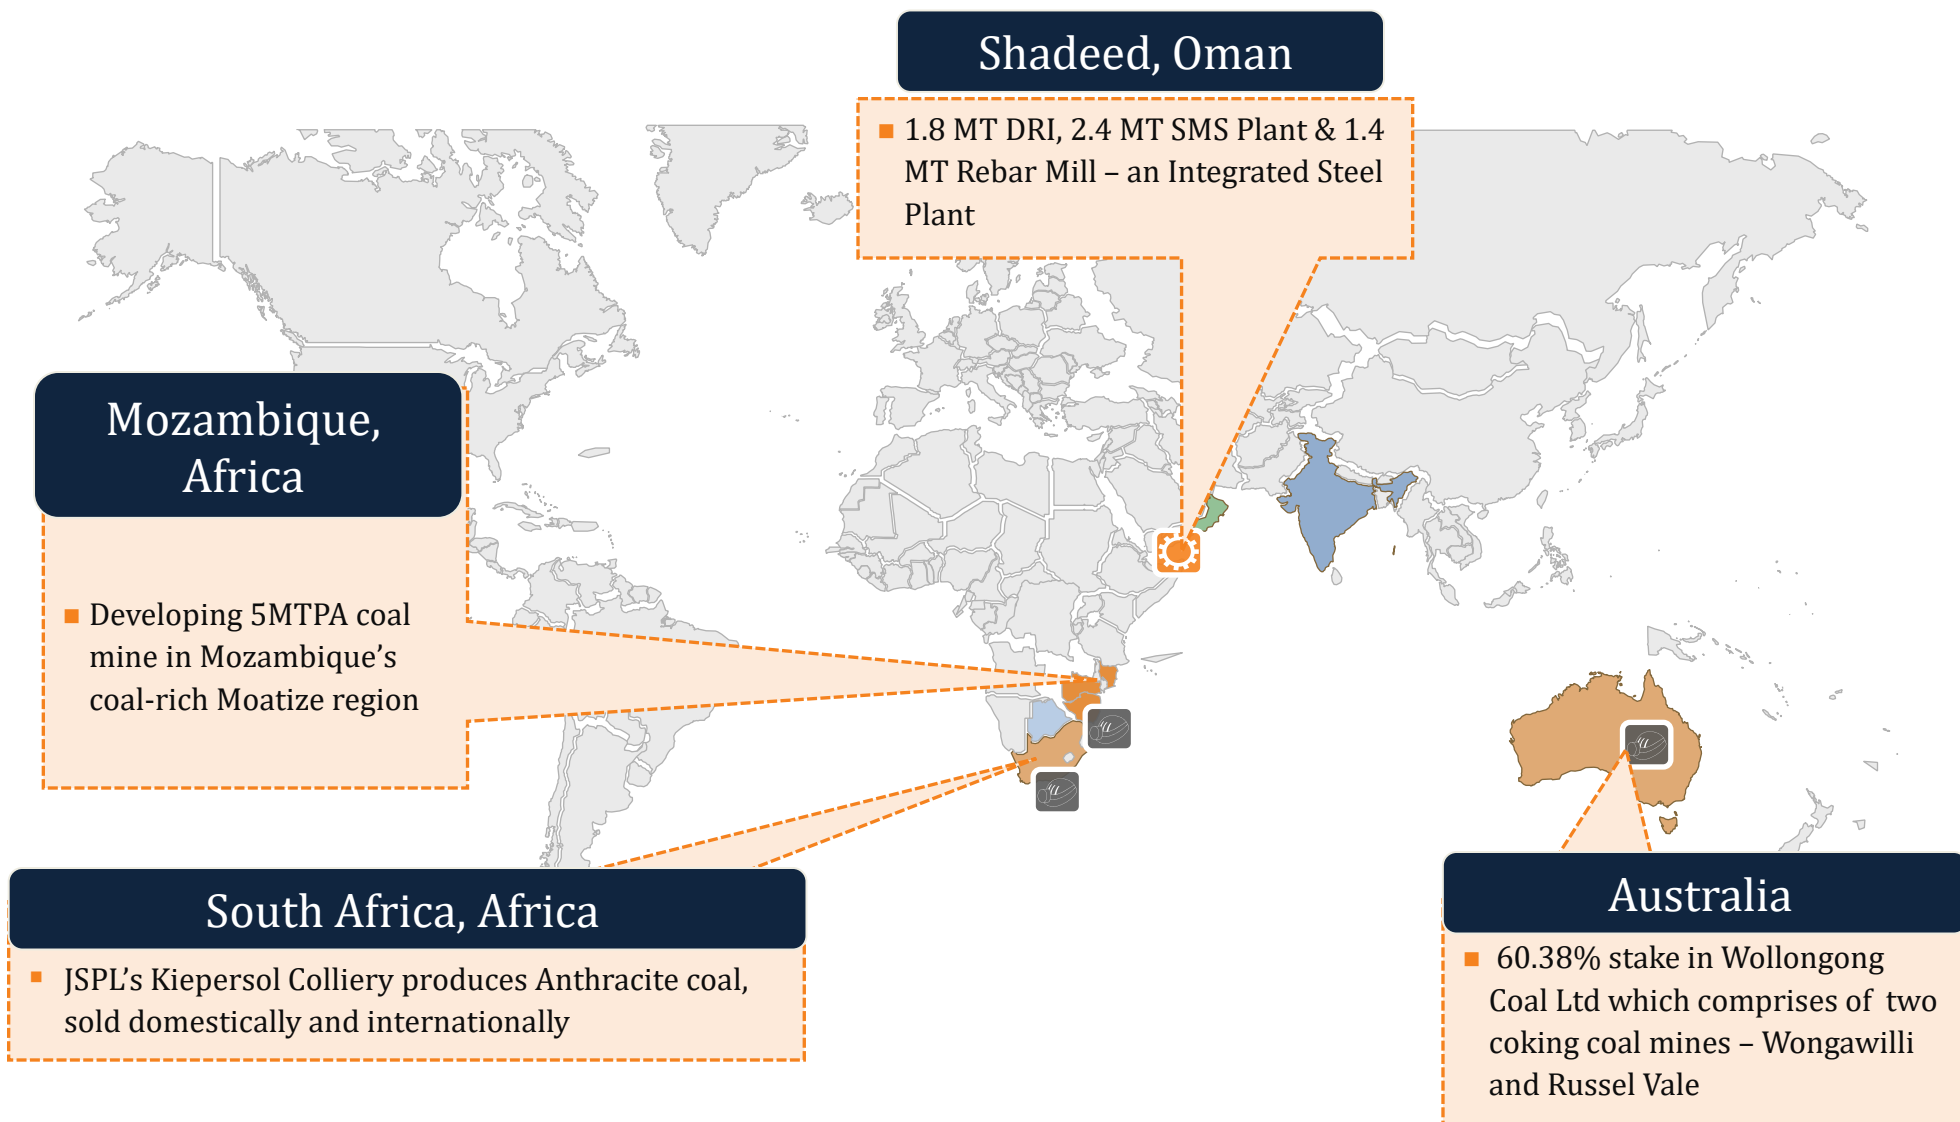 Shadeed, Oman
■ 1.8 MT DRI, 2.4 MT SMS Plant & 1.4
MT Rebar Mill – an Integrated Steel
Plant
Mozambique,
Africa
■ Developing 5MTPA coal
mine in Mozambique’s
coal-rich Moatize region
South Africa, Africa
■ JSPL’s Kiepersol Colliery produces Anthracite coal,
sold domestically and internationally
Australia
■ 60.38% stake in Wollongong
Coal Ltd which comprises of two
coking coal mines – Wongawilli
and Russel Vale